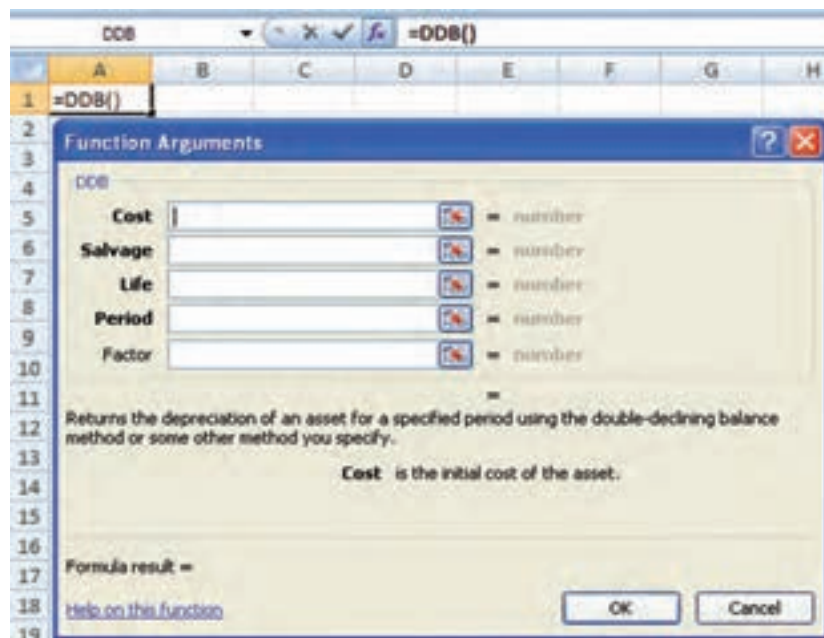 DDB =DDB()
A B C D E F G H
1 =DDB()
2
3 Function Arguments
4 DDB
5 Cost = number
6 Salvage = number
7 Life = number
8 Period = number
9
10 Factor = number
11 =
12 Returns the depreciation of an asset for a specified period using the double-declining balance
method or some other method you specify.
13
14 Cost is the initial cost of the asset.
15
16
17 Formula result =
18 Help on this function OK Cancel
19